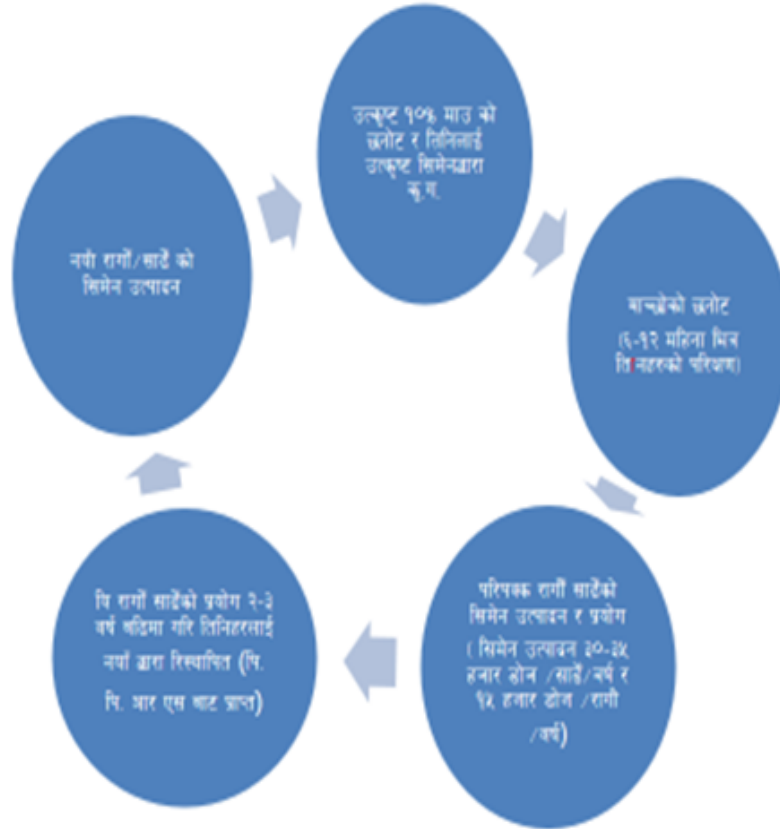 उत्कृष्ट १०% माउ को
छनोट र तिनिलाई
उत्कृष्ट सिमेनद्वारा
कृ.ग.
बाच्छोको छनोट
(६-१२ महिना भित्र
तिनिहरुको परिक्षण)
परिपक्क रागाँ साढेँको
सिमेन उत्पादन र प्रयोग
( सिमेन उत्पादन ३०-३५
हजार डोज /साढेँ/वर्ष र
१५ हजार डोज /रागाँ
/वर्ष)
यि रागाँ साढेँको प्रयोग २-३
वर्ष बढिमा गरि तिनिहरुलाई
नयाँ द्वारा रिस्थापित (पि.
पि. आर एस बाट प्राप्त)
नयाँ रागाँ/साढेँ को
सिमेन उत्पादन